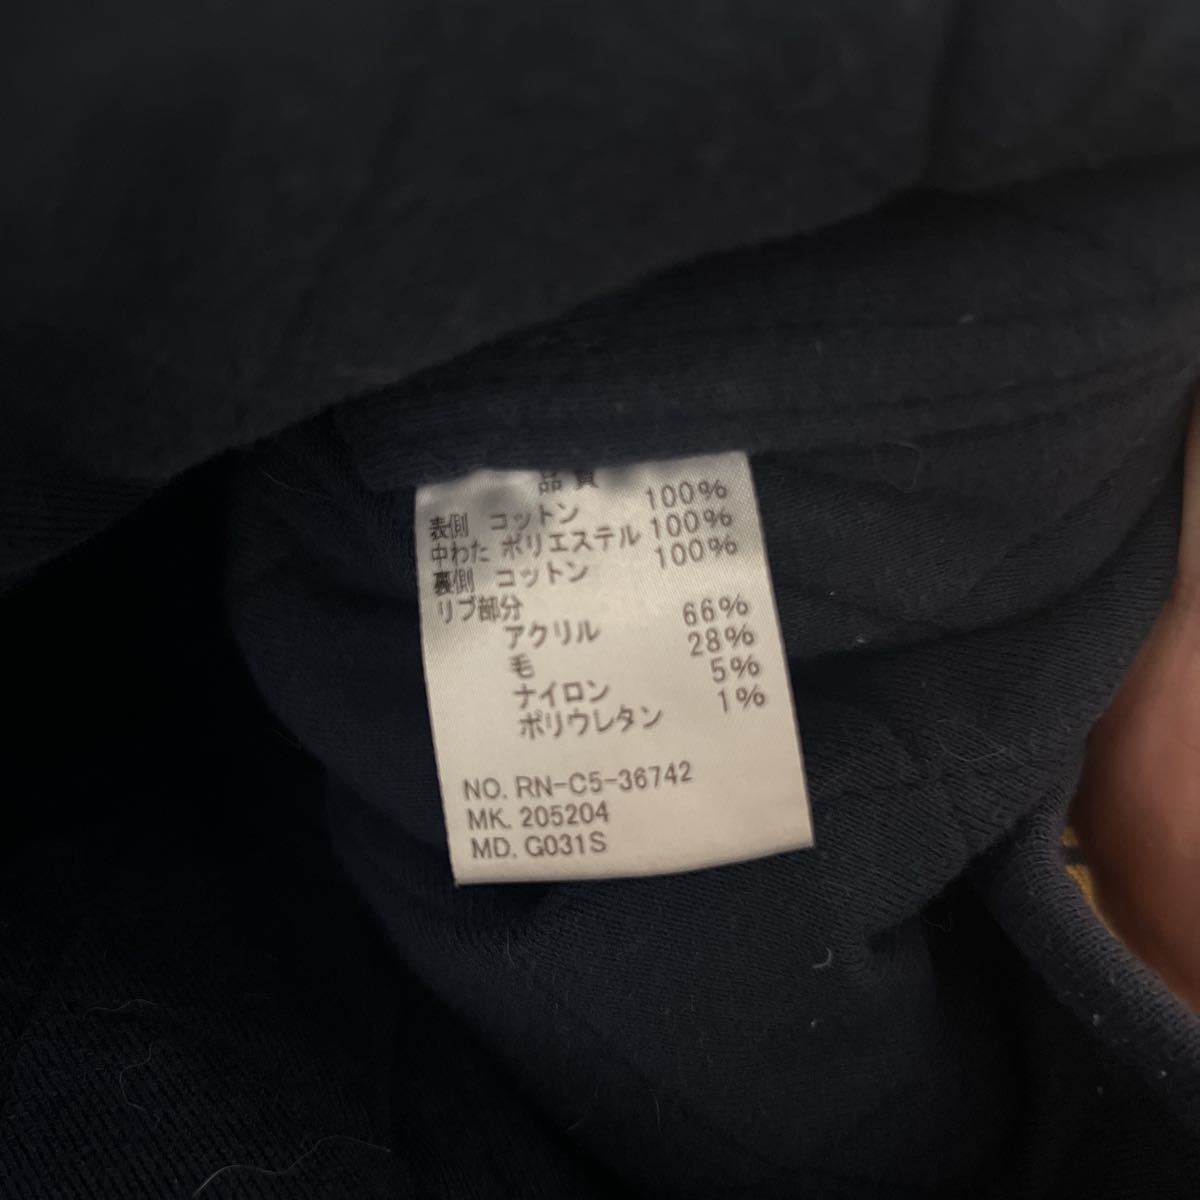 品質
表側 コットン 100%
中わた ポリエステル 100%
裏側 コットン 100%
リブ部分
アクリル 66%
毛 28%
ナイロン 5%
ポリウレタン 1%
NO. RN-C5-36742
MK. 205204
MD. G031S